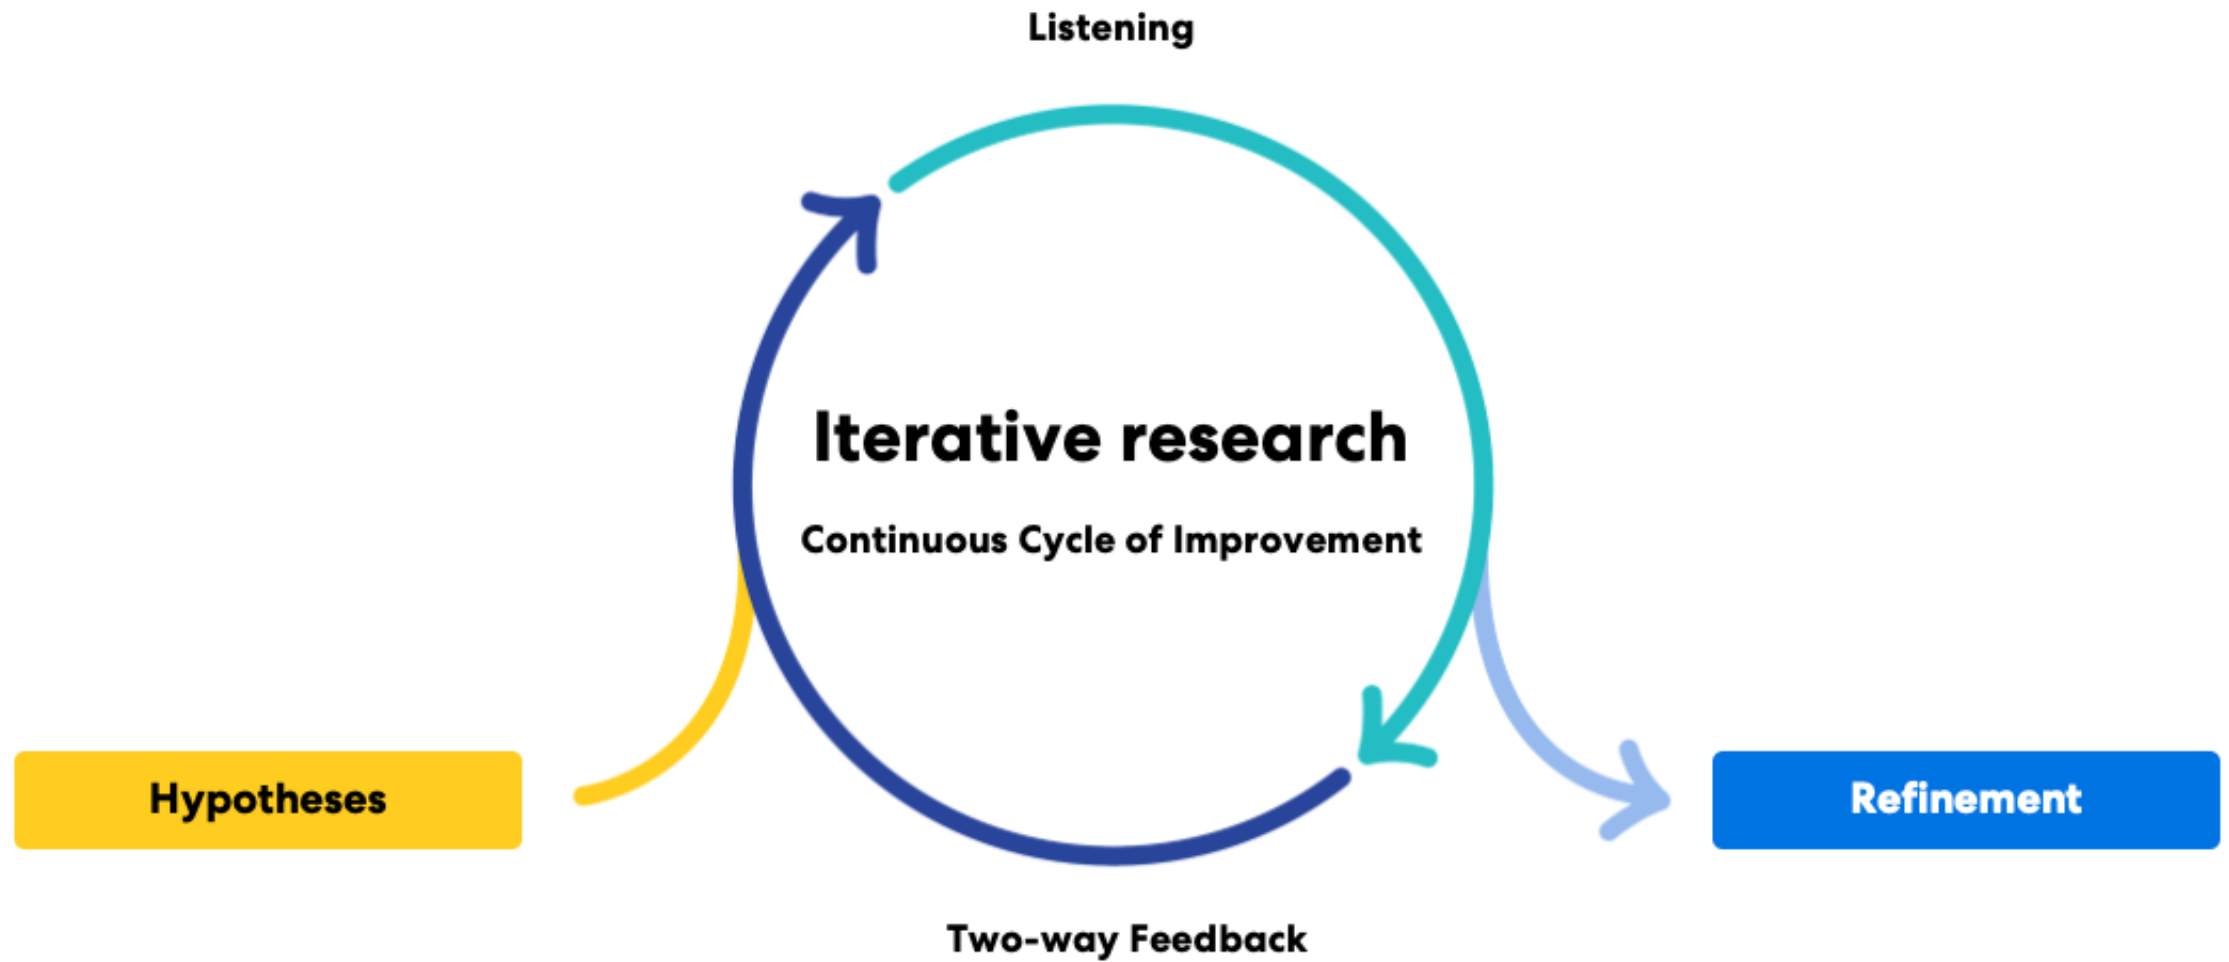 Listening
Iterative research
Continuous Cycle of Improvement
Hypotheses
Refinement
Two-way Feedback